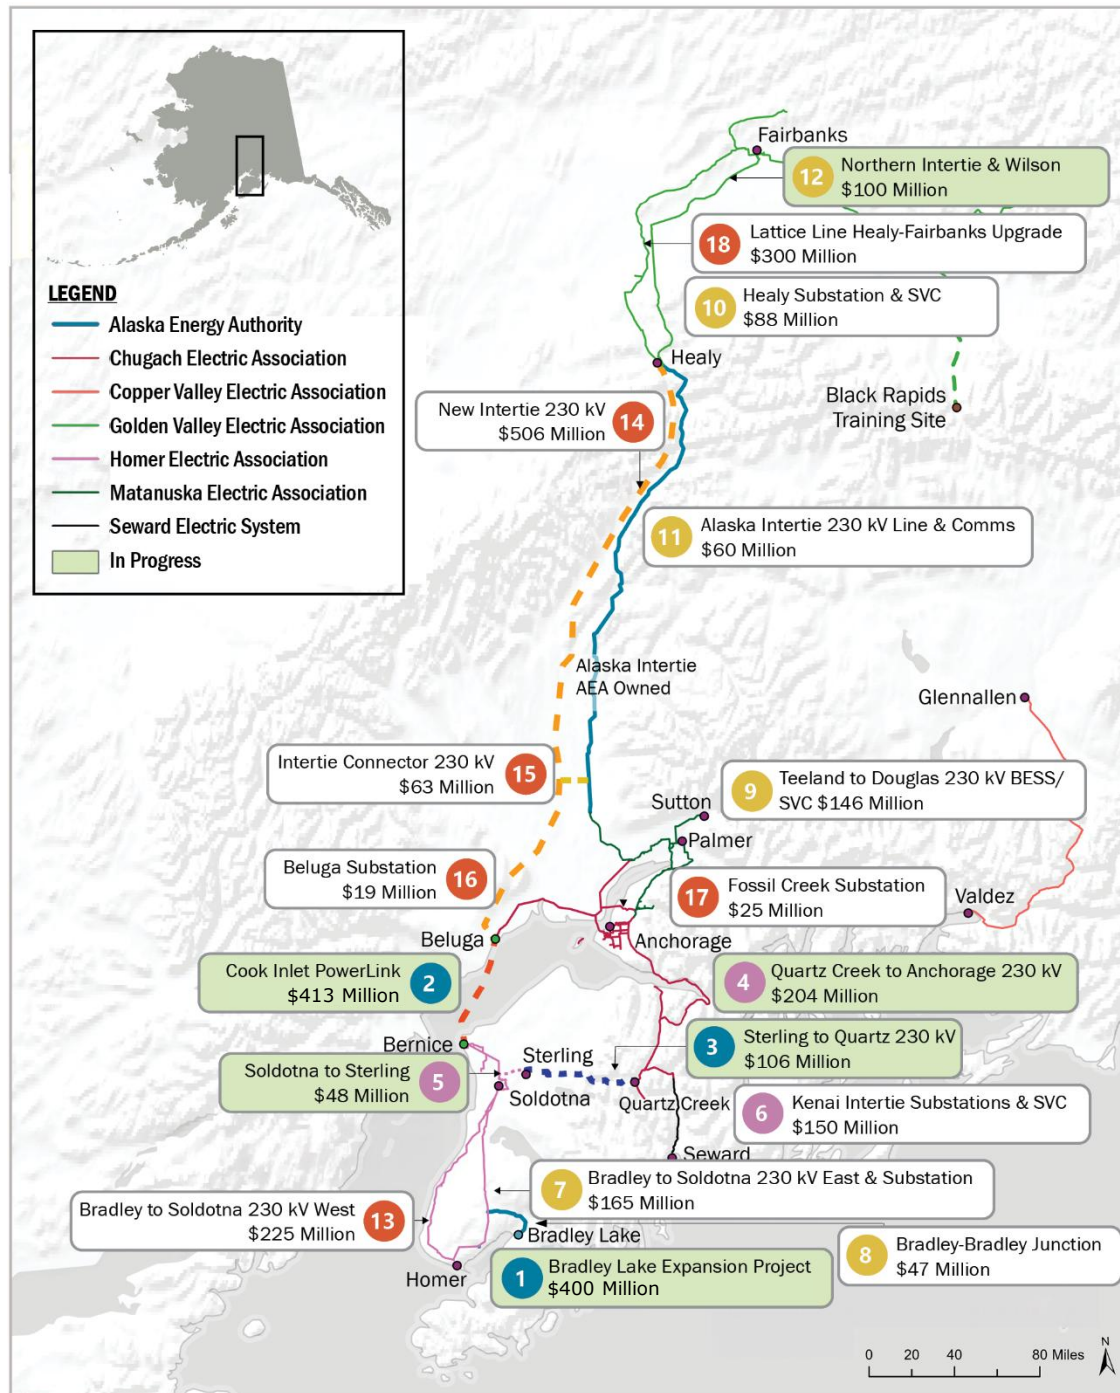 LEGEND
Alaska Energy Authority
Chugach Electric Association
Copper Valley Electric Association
Golden Valley Electric Association
Homer Electric Association
Matanuska Electric Association
Seward Electric System
In Progress
Fairbanks
12
Northern Intertie & Wilson
$100 Million
18
Lattice Line Healy-Fairbanks Upgrade
$300 Million
10
Healy Substation & SVC
$88 Million
Healy
Black Rapids
Training Site
New Intertie 230 kV
$506 Million
14
11
Alaska Intertie 230 kV Line & Comms
$60 Million
Alaska Intertie
AEA Owned
Glennallen
Intertie Connector 230 kV
$63 Million
15
9
Teeland to Douglas 230 kV BESS/
SVC $146 Million
Sutton
Palmer
Beluga Substation
$19 Million
16
17
Fossil Creek Substation
$25 Million
Valdez
Beluga
Anchorage
Cook Inlet PowerLink
$413 Million
2
4
Quartz Creek to Anchorage 230 kV
$204 Million
Bernice
3
Sterling to Quartz 230 kV
$106 Million
Soldotna to Sterling
$48 Million
5
Sterling
Soldotna
Quartz Creek
6
Kenai Intertie Substations & SVC
$150 Million
Seward
7
Bradley to Soldotna 230 kV East & Substation
$165 Million
Bradley to Soldotna 230 kV West
$225 Million
13
Bradley Lake
8
Bradley-Bradley Junction
$47 Million
Homer
1
Bradley Lake Expansion Project
$400 Million
N
0 20 40 80 Miles